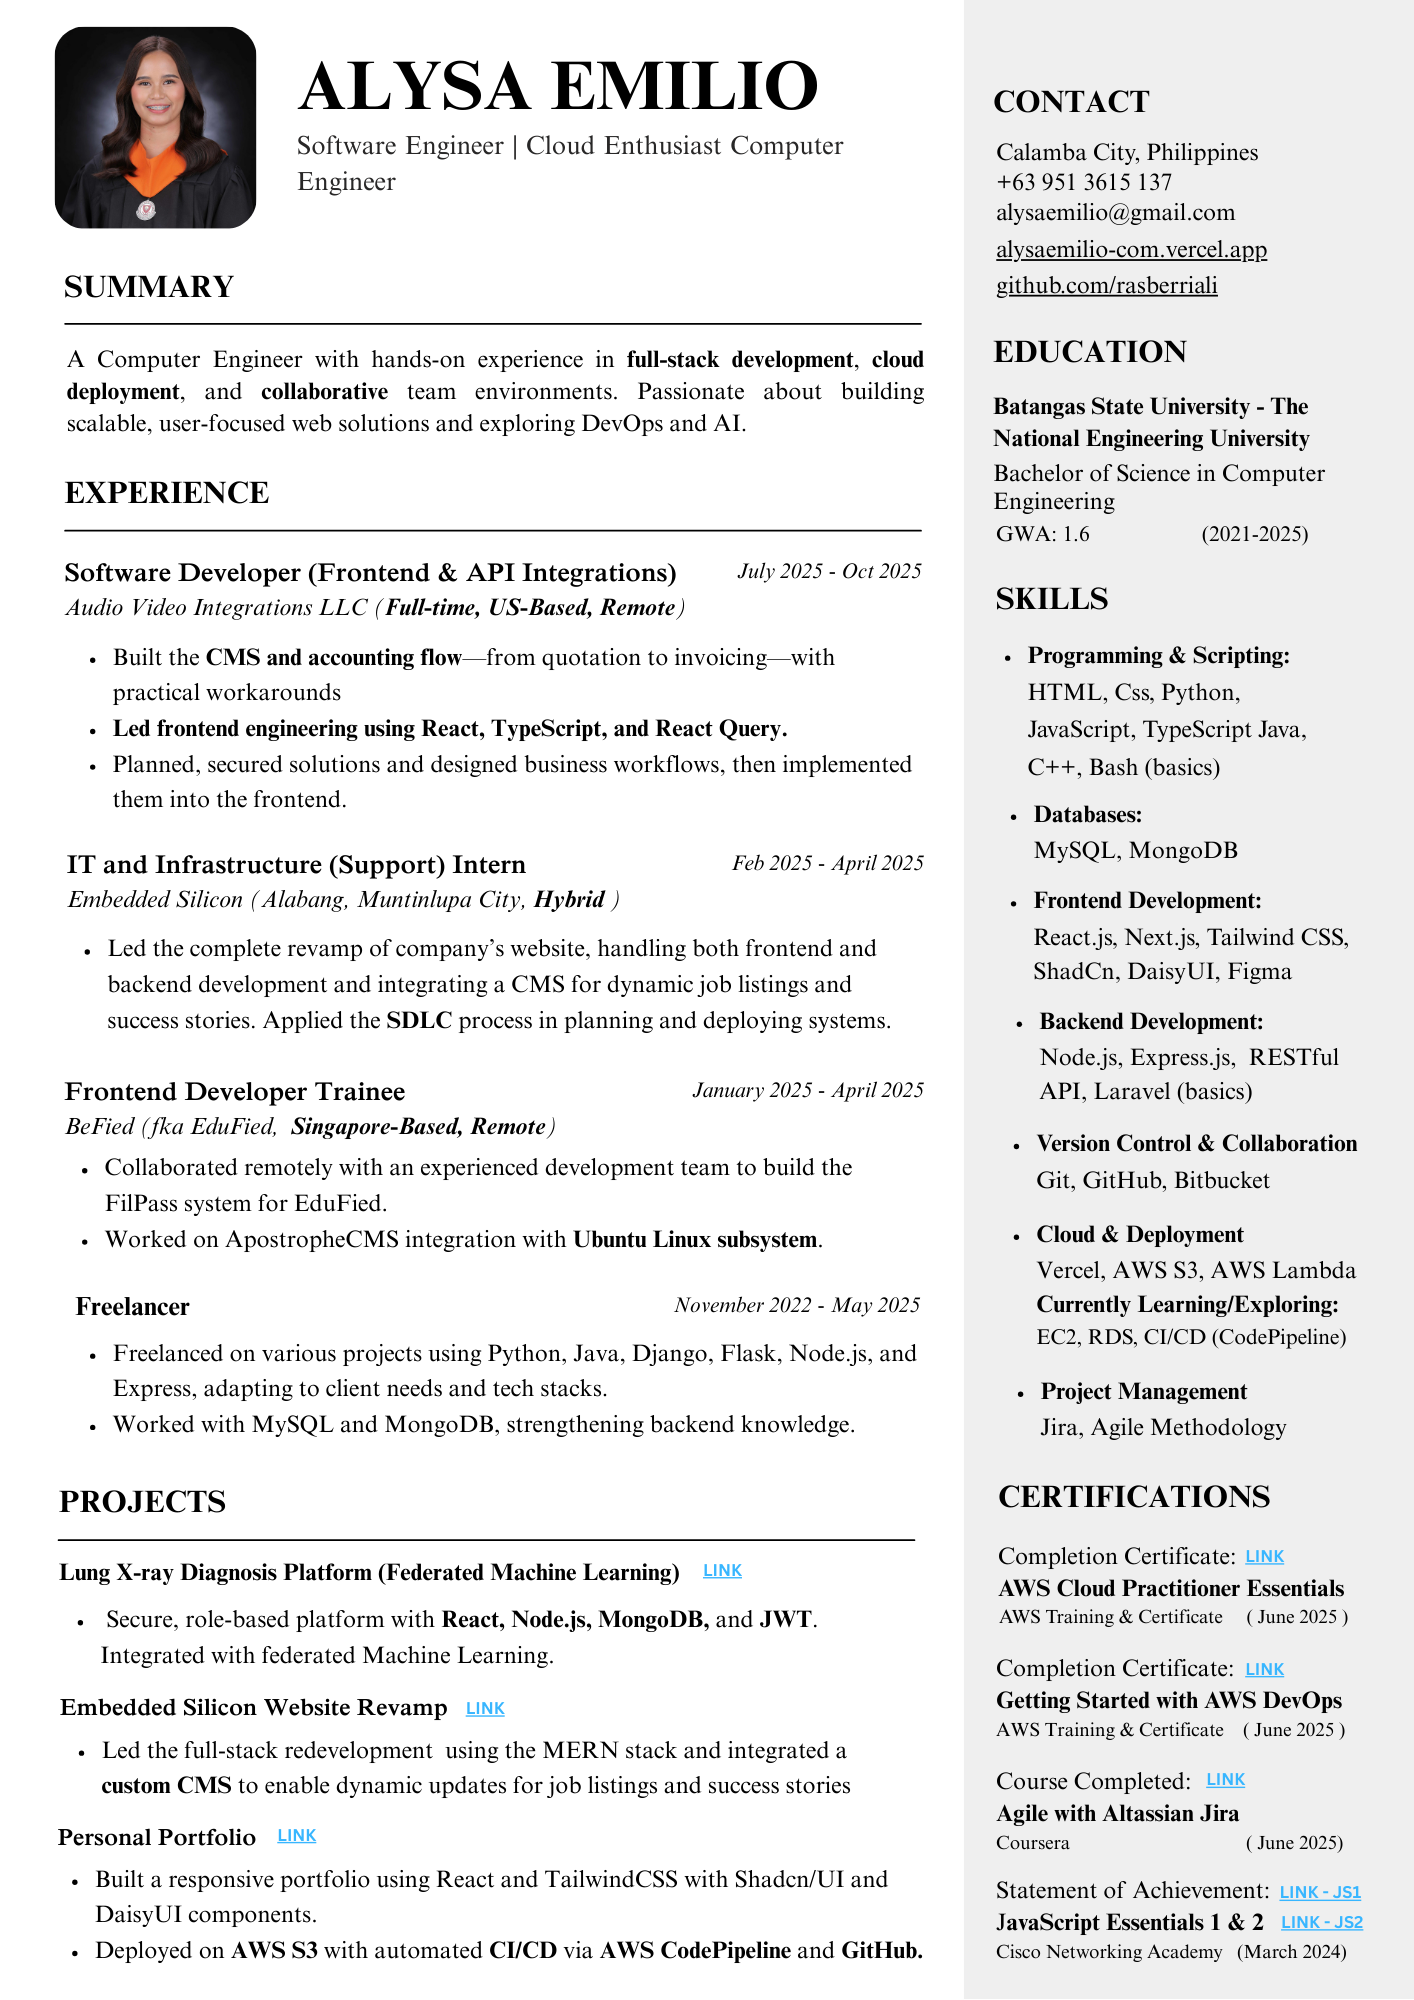 ALYSA EMILIO
Software Engineer | Cloud Enthusiast Computer
Engineer
SUMMARY
A Computer Engineer with hands-on experience in full-stack development, cloud
deployment, and collaborative team environments. Passionate about building
scalable, user-focused web solutions and exploring DevOps and AI.
EXPERIENCE
Software Developer (Frontend & API Integrations) July 2025 - Oct 2025
Audio Video Integrations LLC (Full-time, US-Based, Remote)
• Built the CMS and accounting flow—from quotation to invoicing—with
practical workarounds
• Led frontend engineering using React, TypeScript, and React Query.
• Planned, secured solutions and designed business workflows, then implemented
them into the frontend.
IT and Infrastructure (Support) Intern Feb 2025 - April 2025
Embedded Silicon (Alabang, Muntinlupa City, Hybrid )
• Led the complete revamp of company's website, handling both frontend and
backend development and integrating a CMS for dynamic job listings and
success stories. Applied the SDLC process in planning and deploying systems.
Frontend Developer Trainee January 2025 - April 2025
BeFied (fka EduFied, Singapore-Based, Remote)
• Collaborated remotely with an experienced development team to build the
FilPass system for EduFied.
• Worked on ApostropheCMS integration with Ubuntu Linux subsystem.
Freelancer November 2022 - May 2025
• Freelanced on various projects using Python, Java, Django, Flask, Node.js, and
Express, adapting to client needs and tech stacks.
• Worked with MySQL and MongoDB, strengthening backend knowledge.
PROJECTS
Lung X-ray Diagnosis Platform (Federated Machine Learning) LINK
• Secure, role-based platform with React, Node.js, MongoDB, and JWT.
Integrated with federated Machine Learning.
Embedded Silicon Website Revamp LINK
• Led the full-stack redevelopment using the MERN stack and integrated a
custom CMS to enable dynamic updates for job listings and success stories
Personal Portfolio LINK
• Built a responsive portfolio using React and TailwindCSS with Shadcn/UI and
DaisyUI components.
• Deployed on AWS S3 with automated CI/CD via AWS CodePipeline and GitHub.
CONTACT
Calamba City, Philippines
+63 951 3615 137
alysaemilio@gmail.com
alysaemilio-com.vercel.app
github.com/rasberriali
EDUCATION
Batangas State University - The
National Engineering University
Bachelor of Science in Computer
Engineering
GWA: 1.6 (2021-2025)
SKILLS
• Programming & Scripting:
HTML, Css, Python,
JavaScript, TypeScript Java,
C++, Bash (basics)
• Databases:
MySQL, MongoDB
• Frontend Development:
React.js, Next.js, Tailwind CSS,
ShadCn, DaisyUI, Figma
• Backend Development:
Node.js, Express.js, RESTful
API, Laravel (basics)
• Version Control & Collaboration
Git, GitHub, Bitbucket
• Cloud & Deployment
Vercel, AWS S3, AWS Lambda
Currently Learning/Exploring:
EC2, RDS, CI/CD (CodePipeline)
• Project Management
Jira, Agile Methodology
CERTIFICATIONS
Completion Certificate: LINK
AWS Cloud Practitioner Essentials
AWS Training & Certificate ( June 2025 )
Completion Certificate: LINK
Getting Started with AWS DevOps
AWS Training & Certificate ( June 2025 )
Course Completed: LINK
Agile with Altassian Jira
Coursera ( June 2025)
Statement of Achievement: LINK - JS1
JavaScript Essentials 1 & 2 LINK - JS2
Cisco Networking Academy (March 2024)